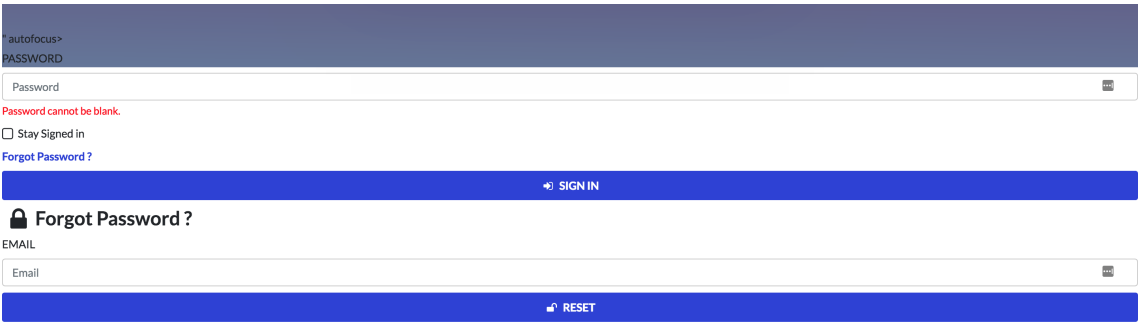 " autofocus>
PASSWORD
Password
Password cannot be blank.
Stay Signed in
Forgot Password ?
SIGN IN
Forgot Password ?
EMAIL
Email
RESET